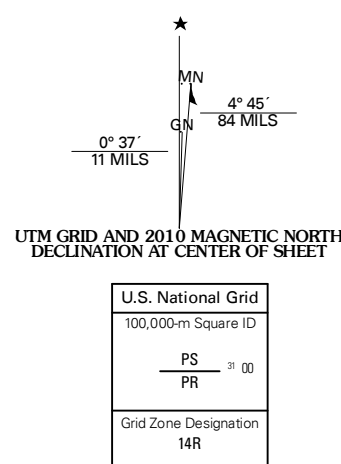 MN
4° 45´
84 MILS
GN
0° 37´
11 MILS
UTM GRID AND 2010 MAGNETIC NORTH
DECLINATION AT CENTER OF SHEET
U.S. National Grid
100,000-m Square ID
PS
31 00
PR
Grid Zone Designation
14R